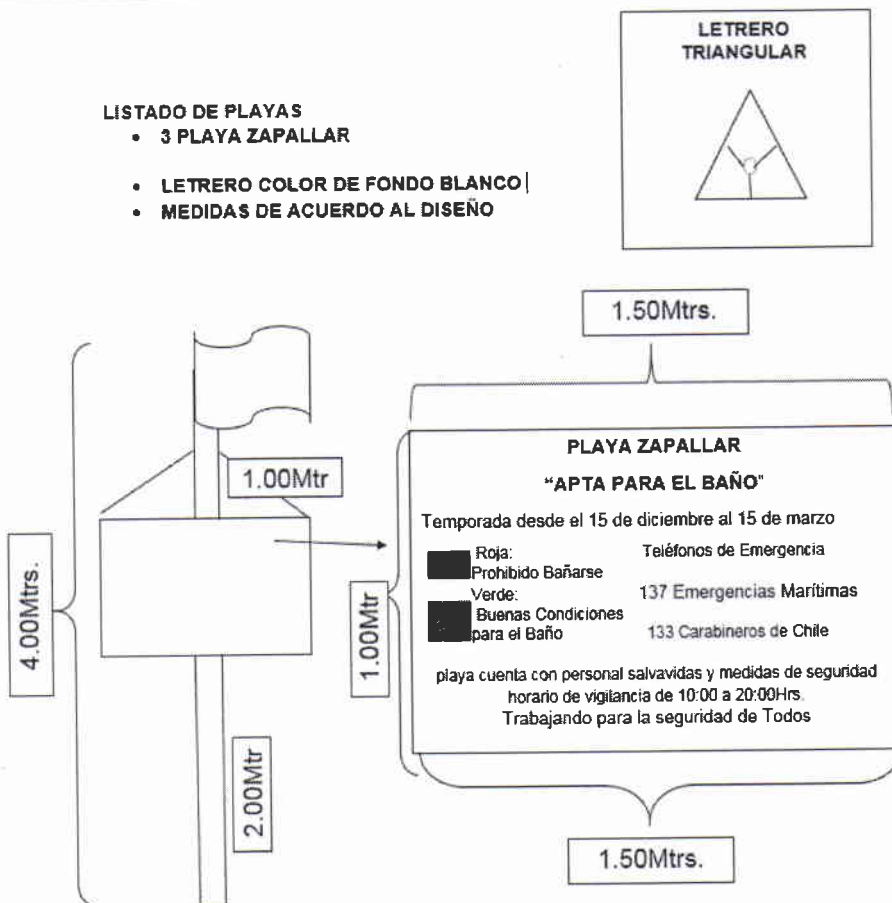 LETRERO
TRIANGULAR
LISTADO DE PLAYAS
• 3 PLAYA ZAPALLAR
• LETRERO COLOR DE FONDO BLANCO
• MEDIDAS DE ACUERDO AL DISEÑO
1.50Mtrs.
4.00Mtrs.
1.00Mtr
2.00Mtr
1.00Mtr
PLAYA ZAPALLAR
“APTA PARA EL BAÑO"
Temporada desde el 15 de diciembre al 15 de marzo
Roja:
Prohibido Bañarse
Verde:
Buenas Condiciones
para el Baño
Teléfonos de Emergencia
137 Emergencias Marítimas
133 Carabineros de Chile
playa cuenta con personal salvavidas y medidas de seguridad
horario de vigilancia de 10:00 a 20:00Hrs.
Trabajando para la seguridad de Todos
1.50Mtrs.